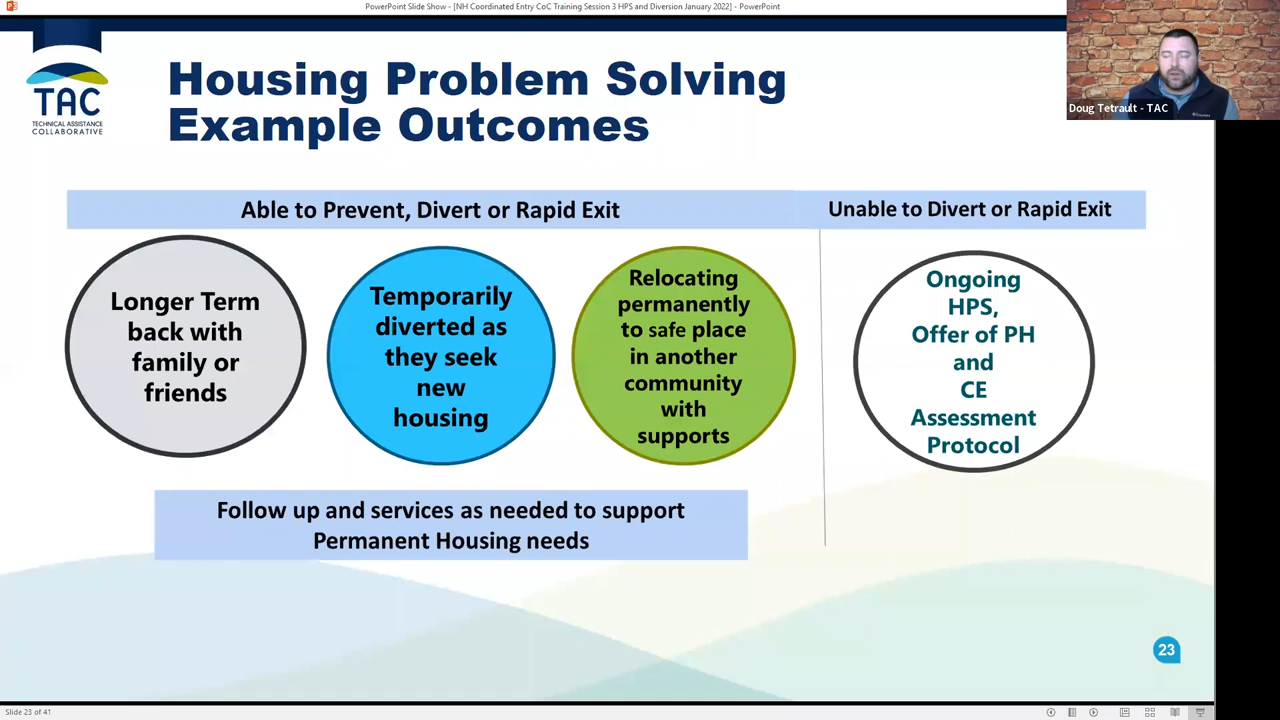 PowerPoint Slide Show - [NH Coordinated Entry CoC Training Session 3 HPS and Diversion January 2022] - PowerPoint
Doug Tetrault - TAC
TAC
TECHNICAL ASSISTANCE
COLLABORATIVE
Housing Problem Solving
Example Outcomes
Able to Prevent, Divert or Rapid Exit
Unable to Divert or Rapid Exit
Longer Term
back with
family or
friends
Temporarily
diverted as
they seek
new
housing
Relocating
permanently
to safe place
in another
community
with
supports
Ongoing
HPS,
Offer of PH
and
CE
Assessment
Protocol
Follow up and services as needed to support
Permanent Housing needs
23
Slide 23 of 41